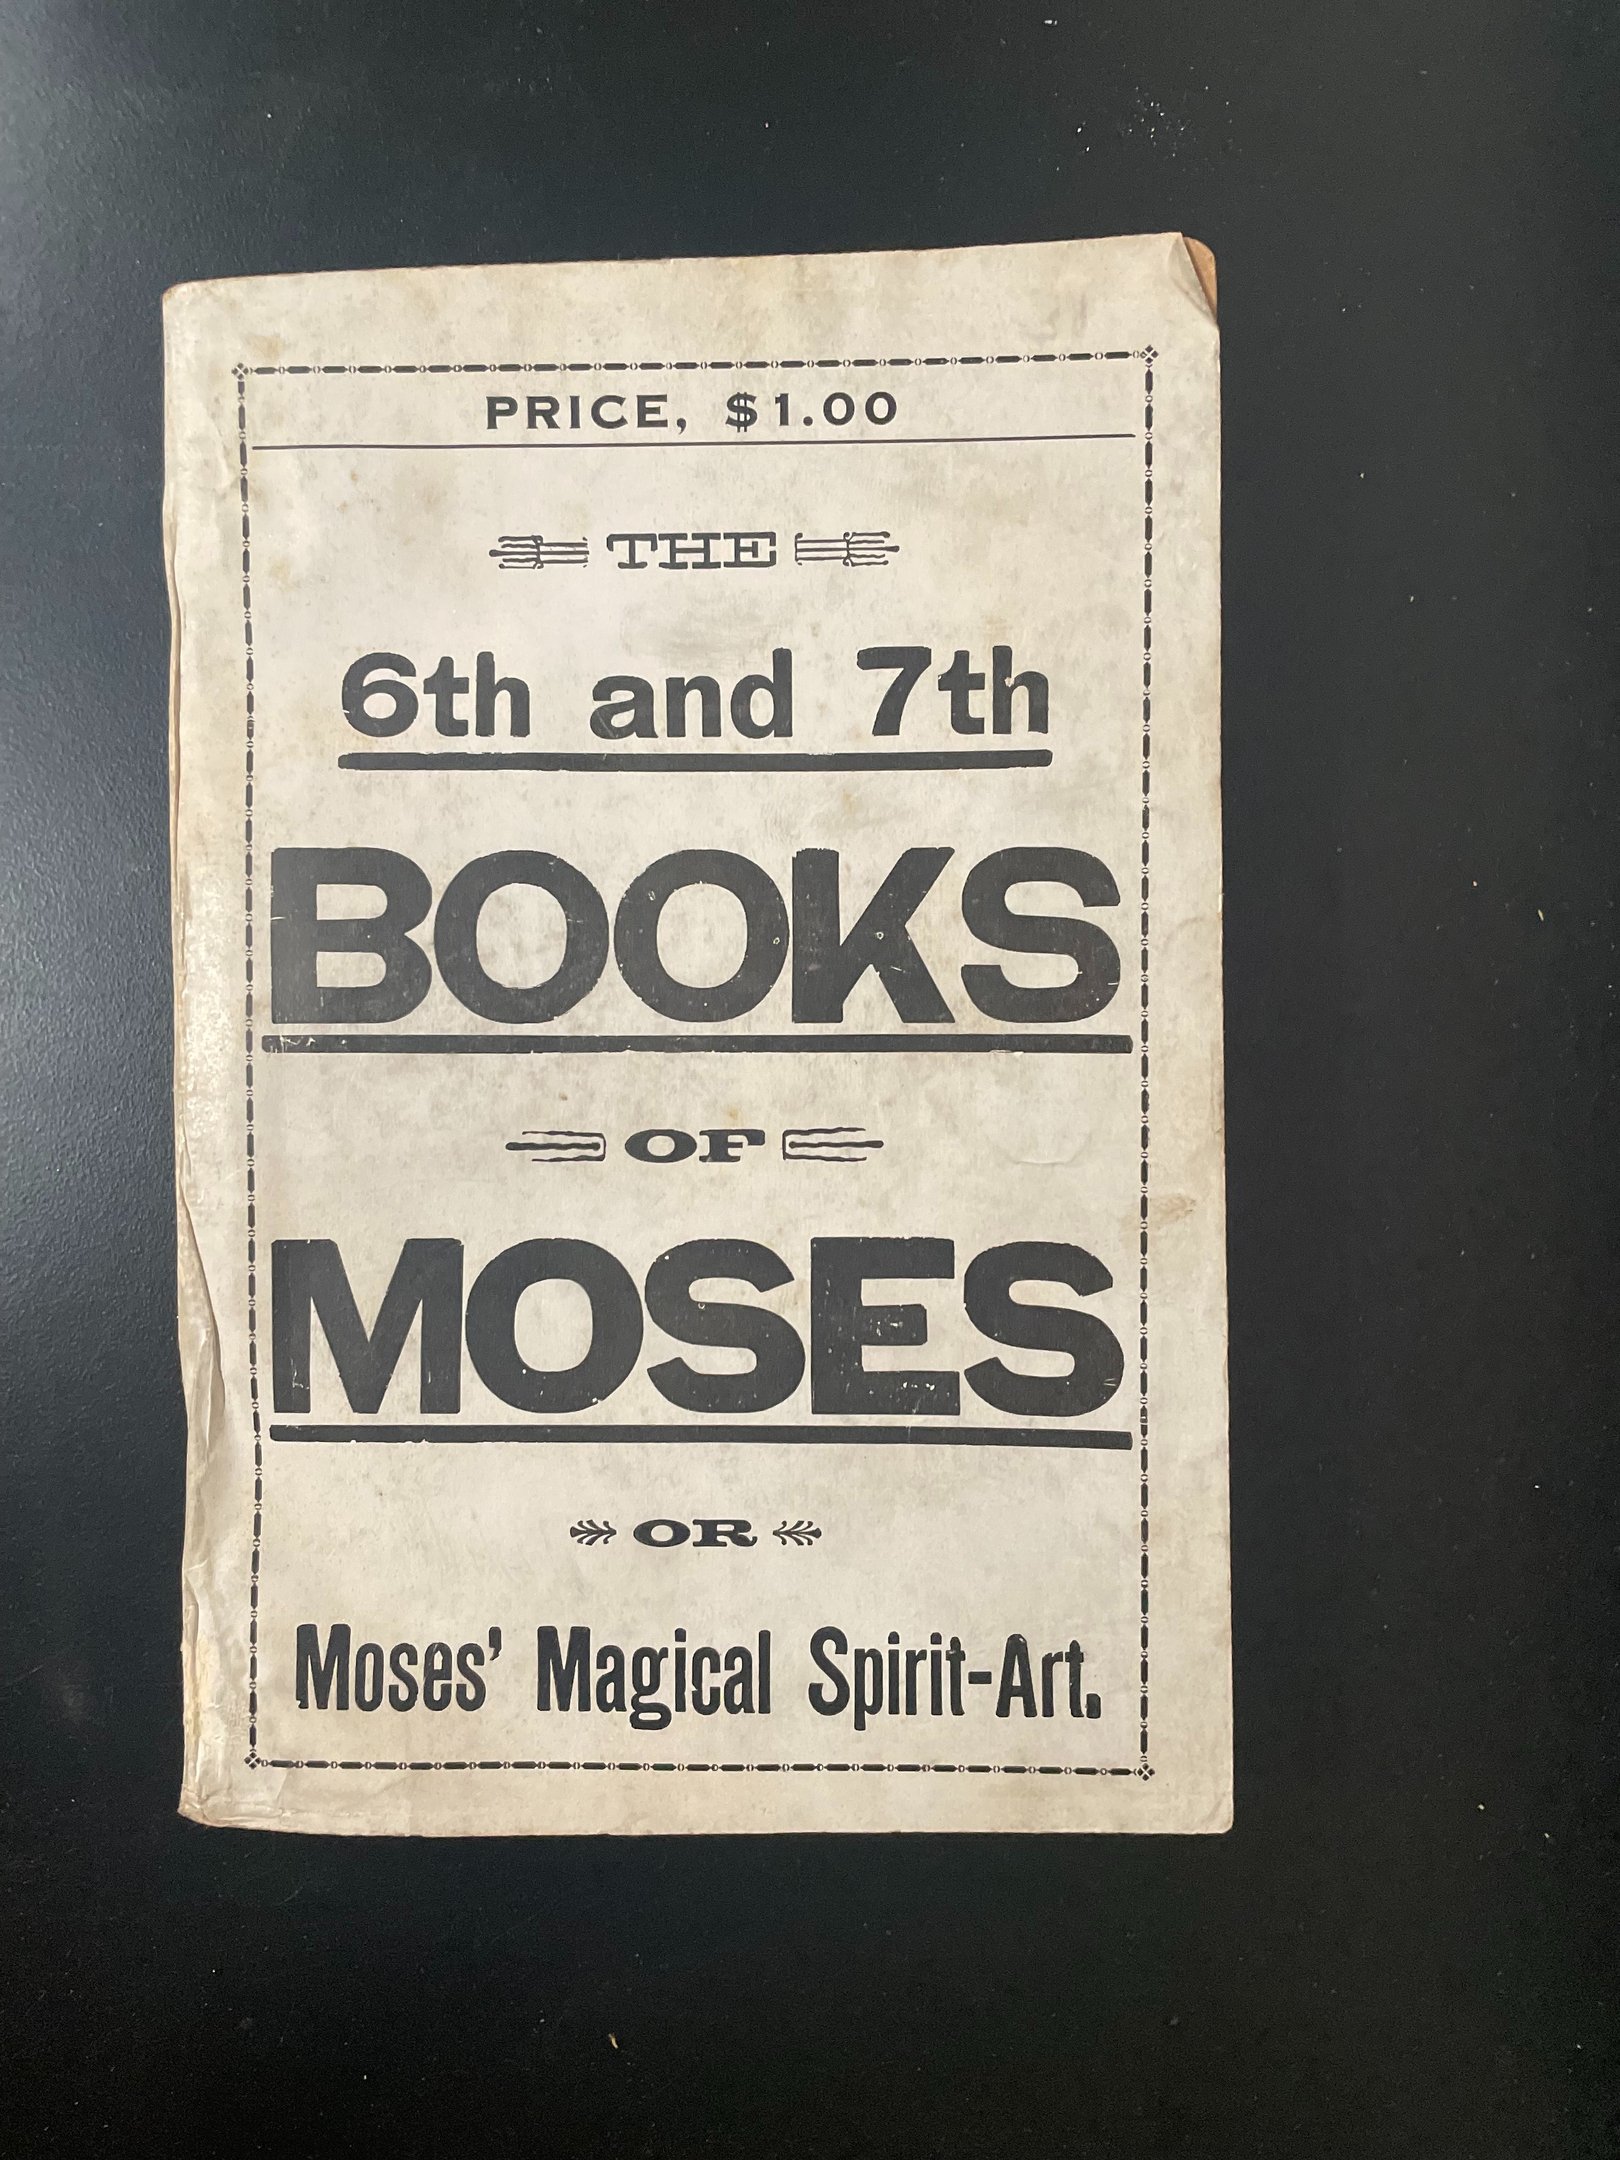 PRICE, $1.00
THE
6th and 7th
BOOKS
OF
MOSES
OR
Moses' Magical Spirit-Art.